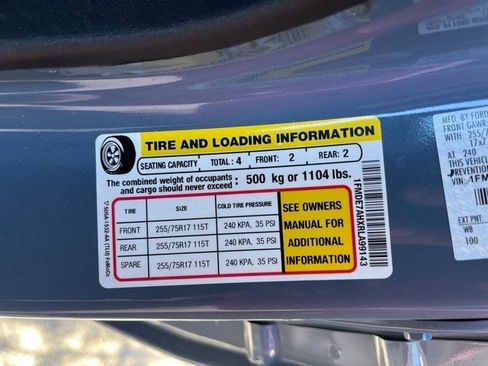 TIRE AND LOADING INFORMATION
SEATING CAPACITY TOTAL: 4 FRONT: 2 REAR: 2
The combined weight of occupants
and cargo should never exceed • 500 kg or 1104 lbs.
TIRE SIZE COLD TIRE PRESSURE
FRONT 255/75R17 115T 240 KPA, 35 PSI
REAR 255/75R17 115T 240 KPA, 35 PSI
SPARE 255/75R17 115T 240 KPA, 35 PSI
SEE OWNERS
MANUAL FOR
ADDITIONAL
INFORMATION
1FMDE7AHXRLA99143
MFD. BY FORD
FRONT GAWR
WITH
255/7
17x7
AT 240
THIS VEHICL
PREVENTION
VIN: 1FM
EXT PNT:
WB
100